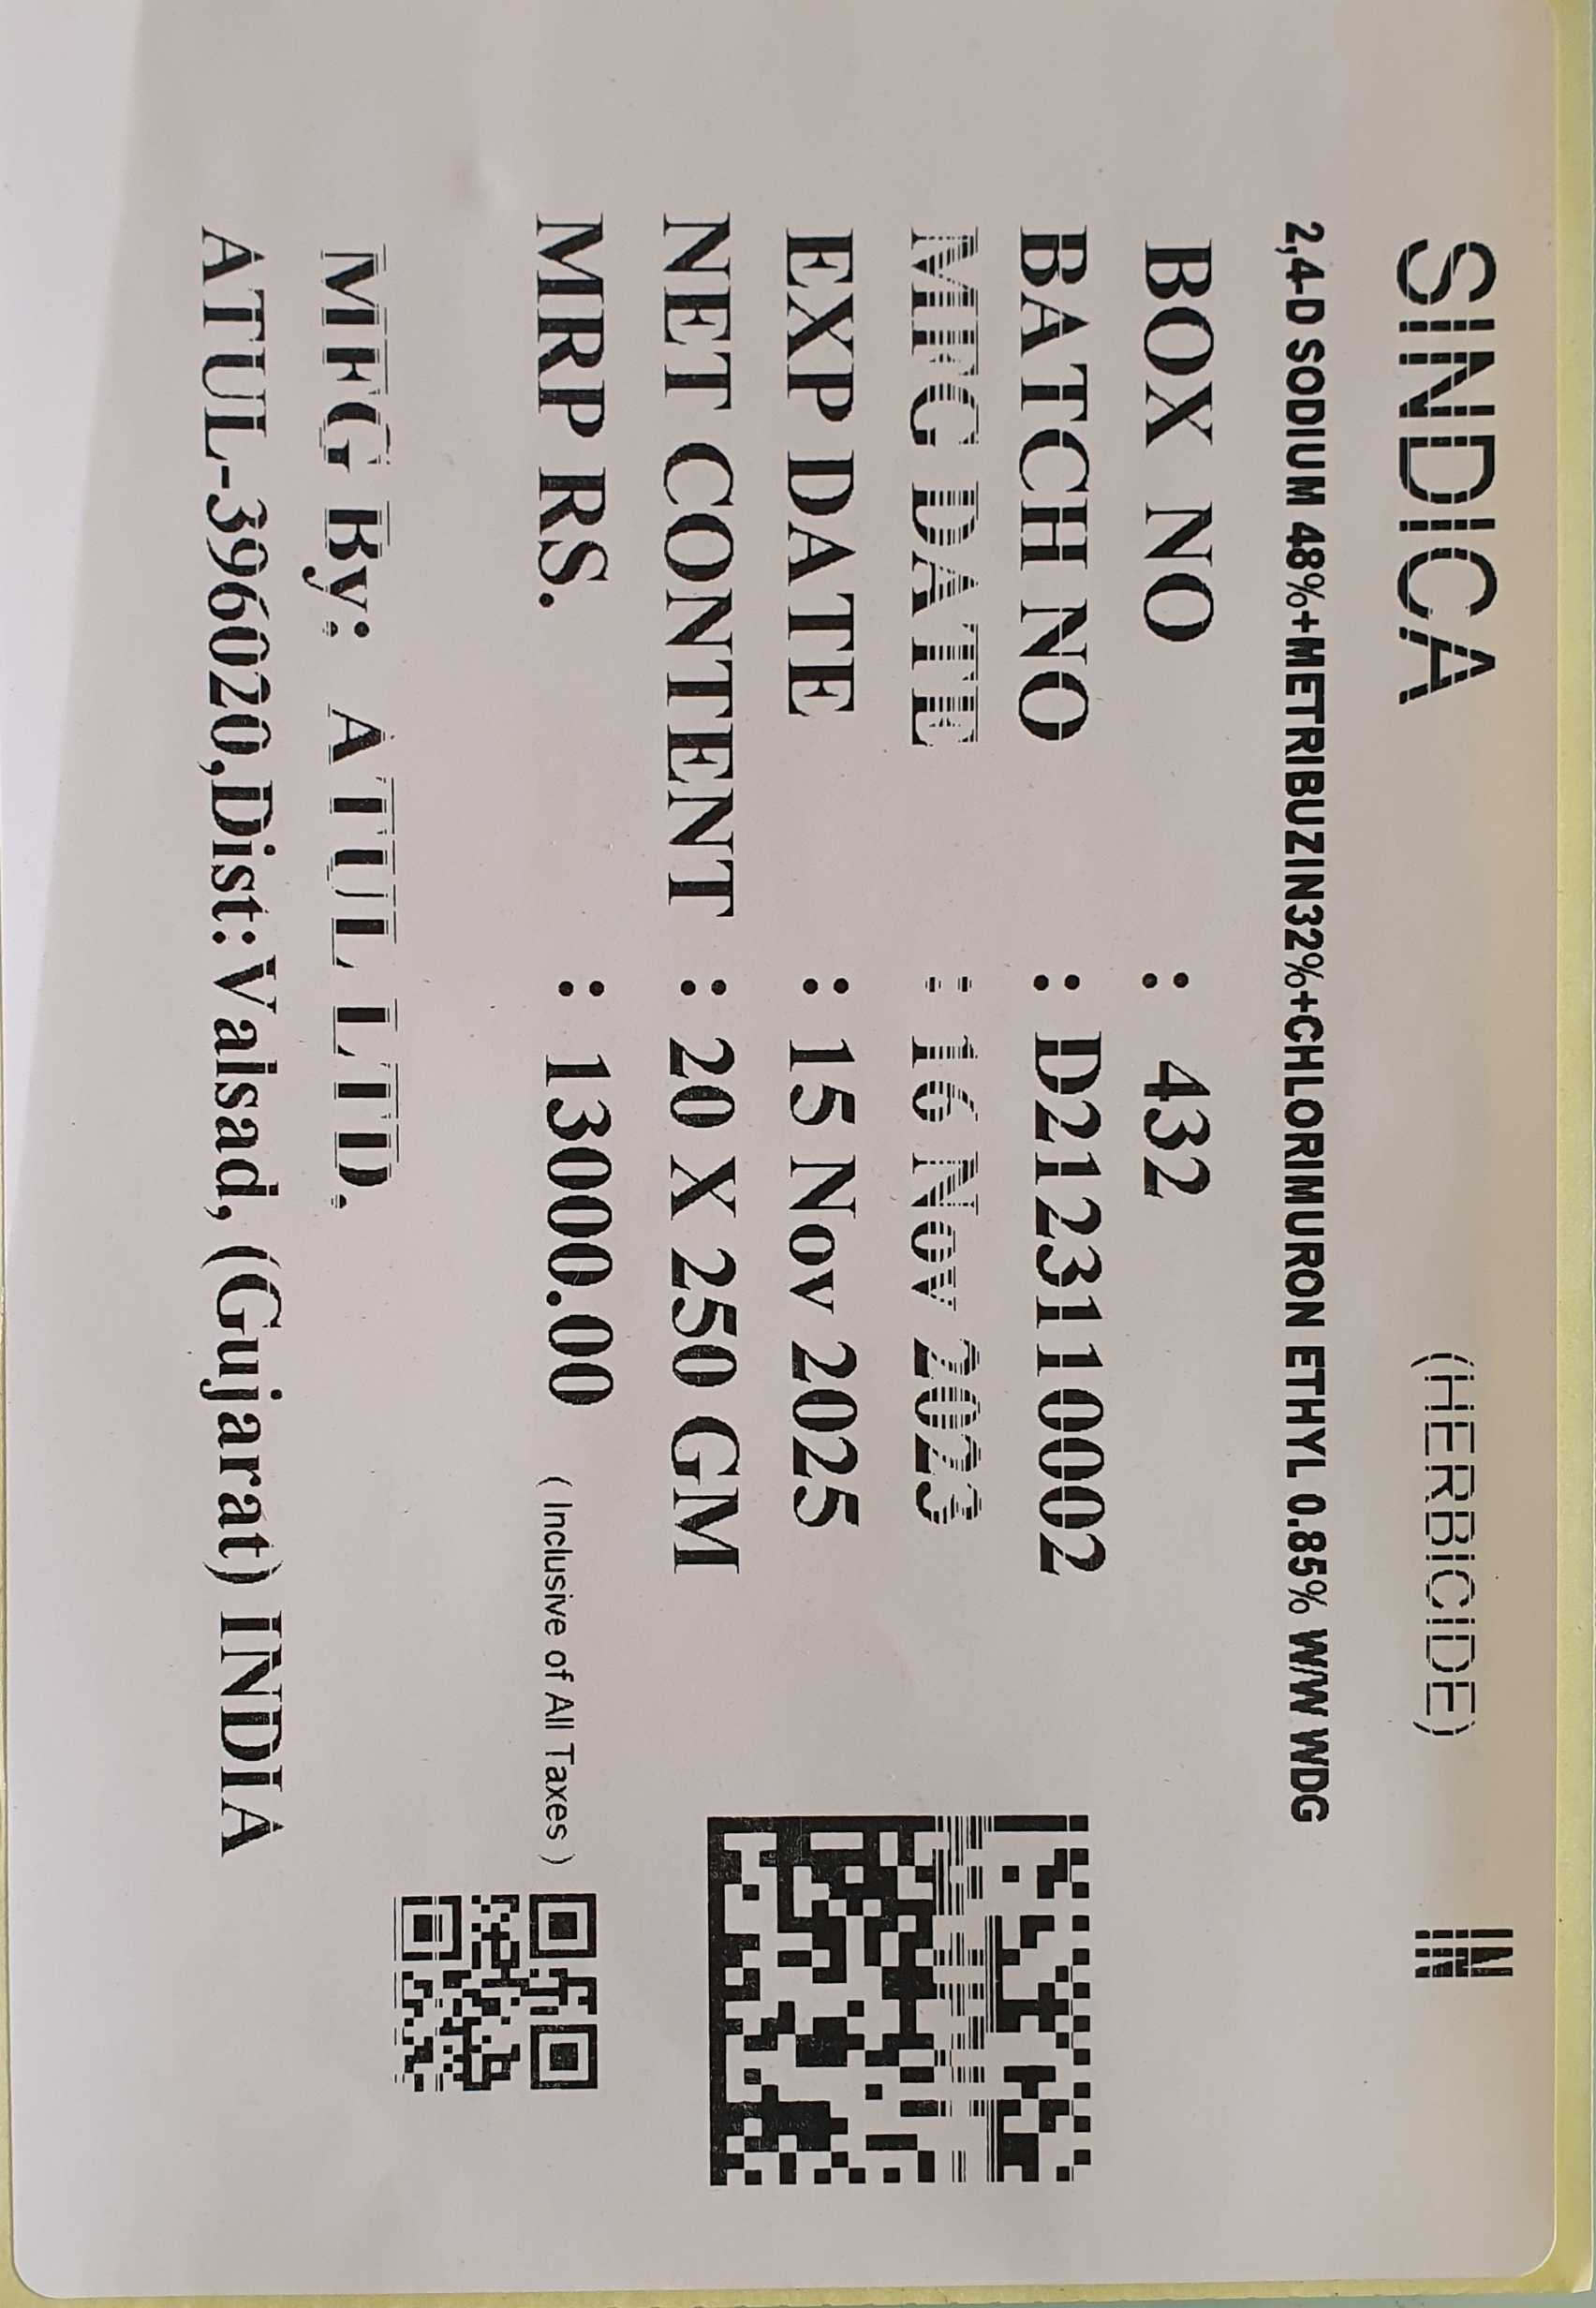 SINDICA (HERBICIDE) IN
2,4-D SODIUM 48%+METRIBUZIN32%+CHLORIMURON ETHYL 0.85% W/W WDG
BOX NO : 432
BATCH NO : D2123110002
MFG DATE : 16 Nov 2023
EXP DATE : 15 Nov 2025
NET CONTENT : 20 X 250 GM
MRP RS. : 13000.00 ( Inclusive of All Taxes )
MFG By: ATUL LTD.
ATUL-396020,Dist:Valsad, (Gujarat) INDIA